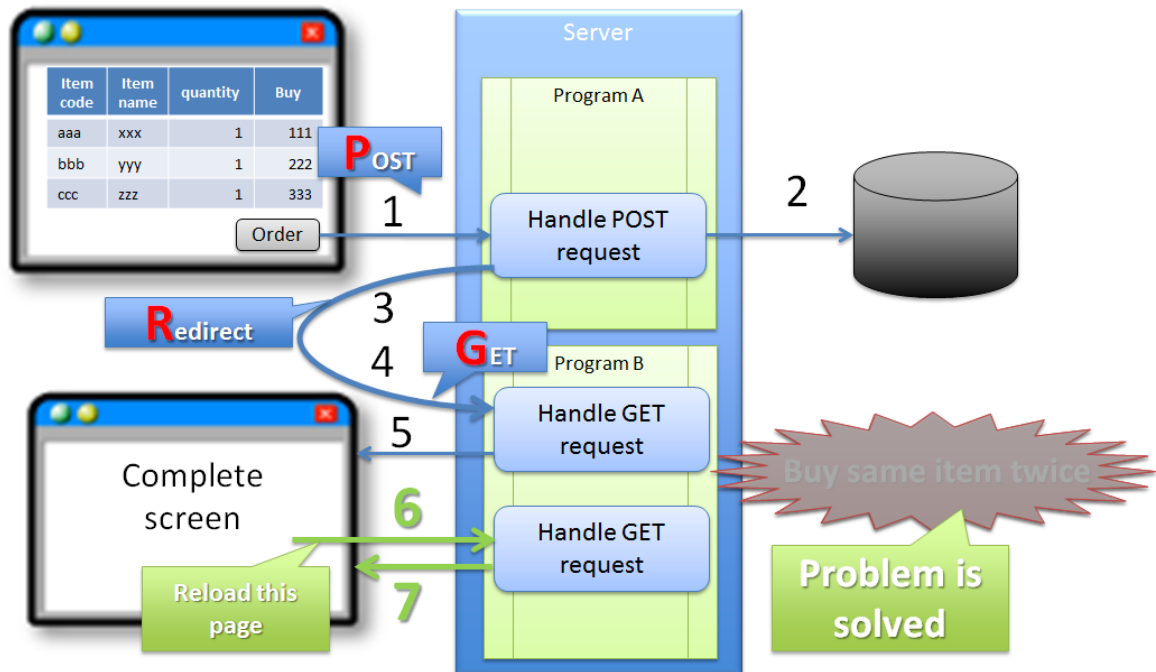 Server
Item code
Item name
quantity
Buy
aaa xxx 1 111
bbb yyy 1 222
ccc zzz 1 333
Order
POST
1
Program A
Handle POST
request
2
Redirect
3
4
GET
Program B
Handle GET
request
5
Complete
screen
6
Handle GET
request
7
Reload this
page
Buy same item twice
Problem is
solved